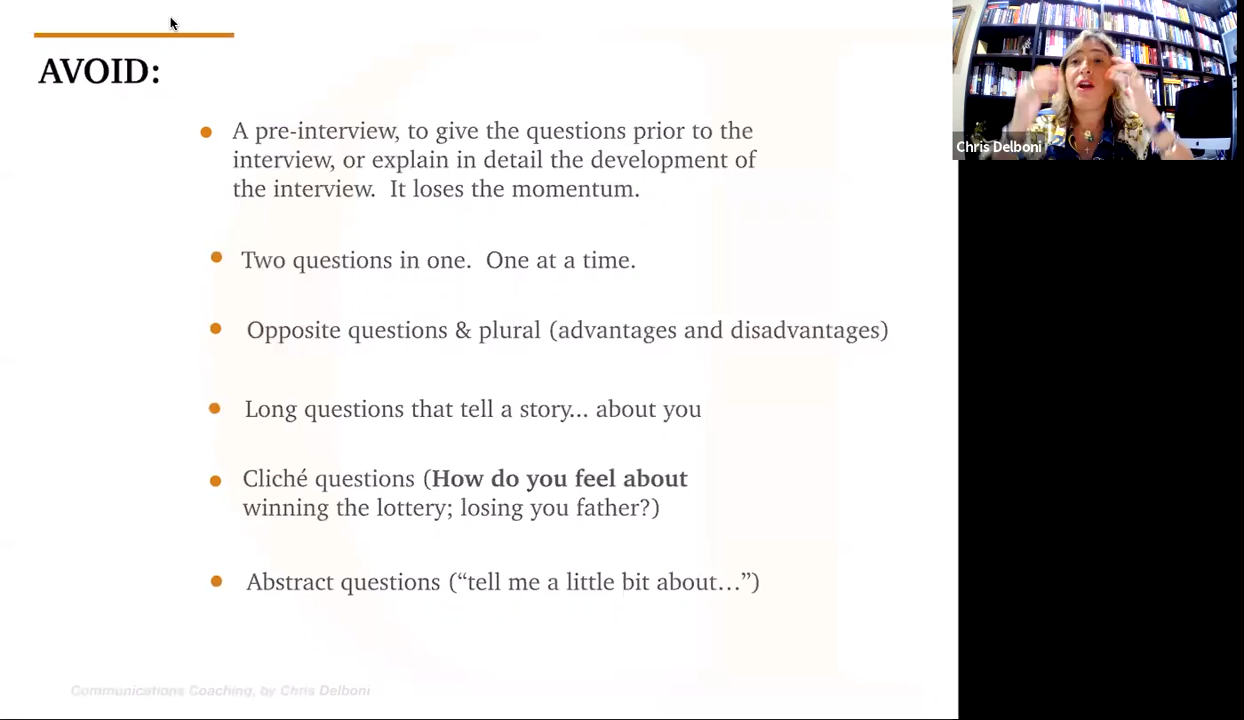 AVOID:
• A pre-interview, to give the questions prior to the
interview, or explain in detail the development of
the interview.  It loses the momentum.
• Two questions in one.  One at a time.
• Opposite questions & plural (advantages and disadvantages)
• Long questions that tell a story... about you
• Cliché questions (How do you feel about
winning the lottery; losing you father?)
• Abstract questions (“tell me a little bit about…”)
Communications Coaching, by Chris Delboni
Chris Delboni